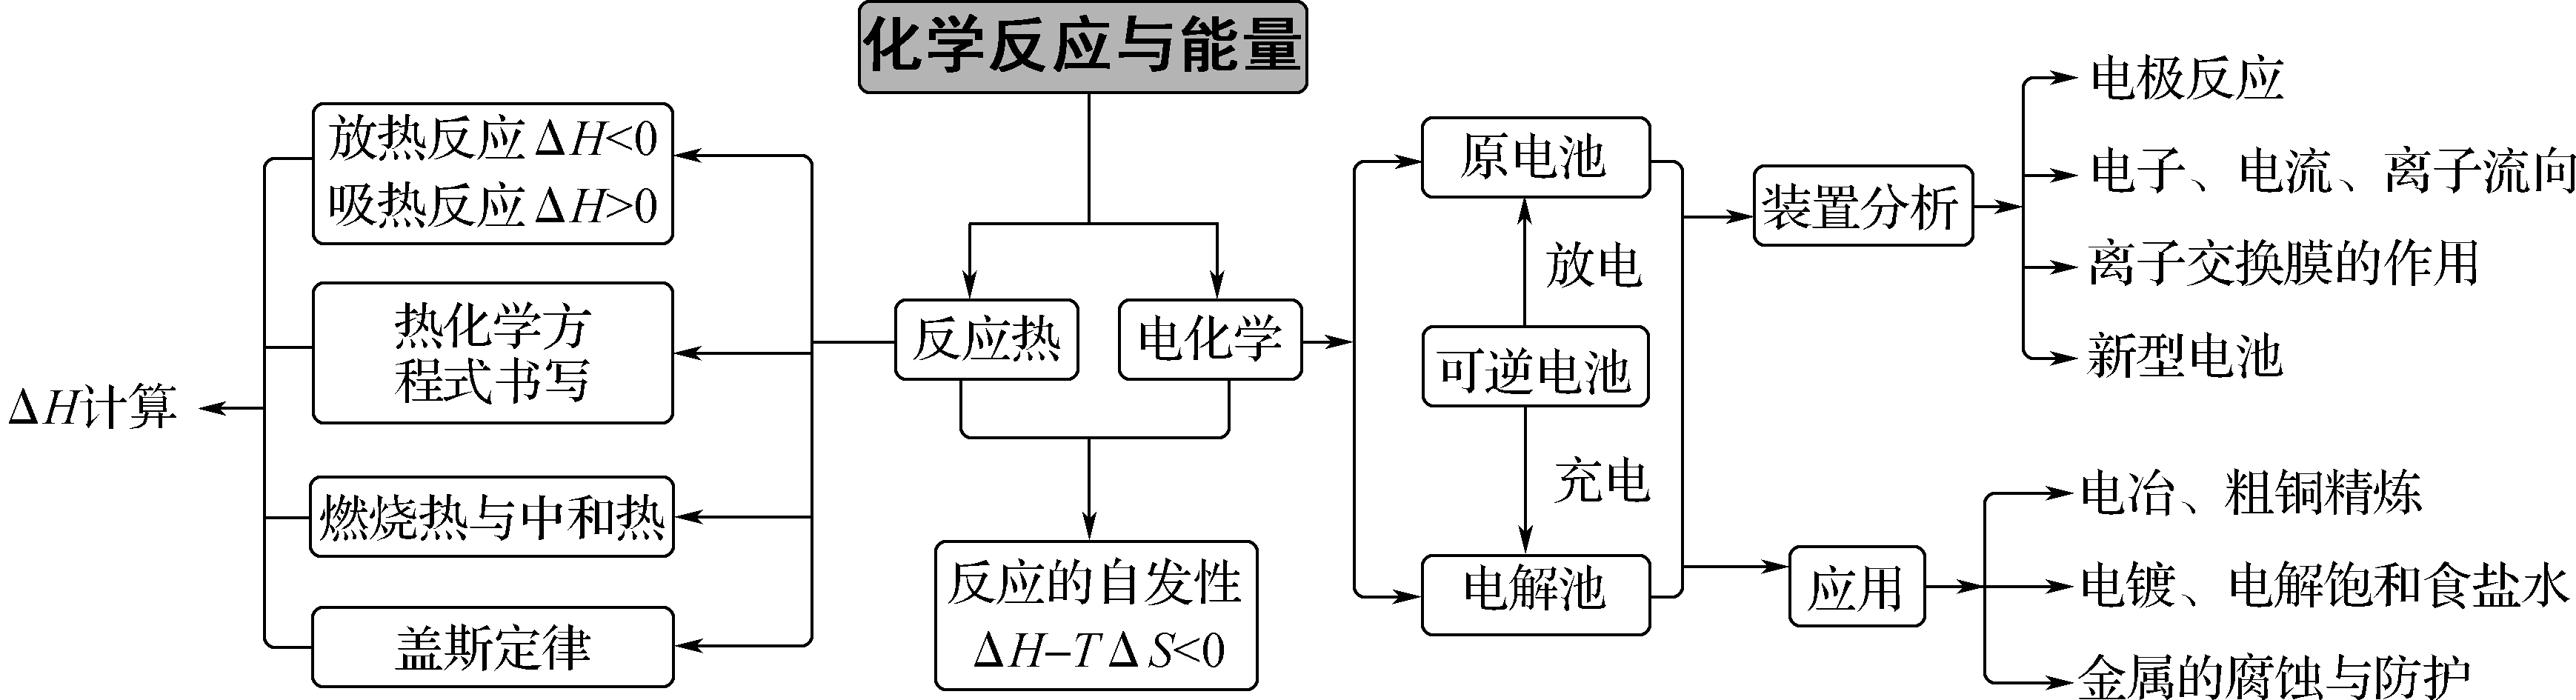 化学反应与能量
放热反应 ΔH<0
吸热反应 ΔH>0
热化学方
程式书写
燃烧热与中和热
盖斯定律
ΔH计算
反应热
电化学
反应的自发性
ΔH–TΔS<0
原电池
放电
可逆电池
充电
电解池
装置分析
电极反应
电子、电流、离子流向
离子交换膜的作用
新型电池
应用
电冶、粗铜精炼
电镀、电解饱和食盐水
金属的腐蚀与防护